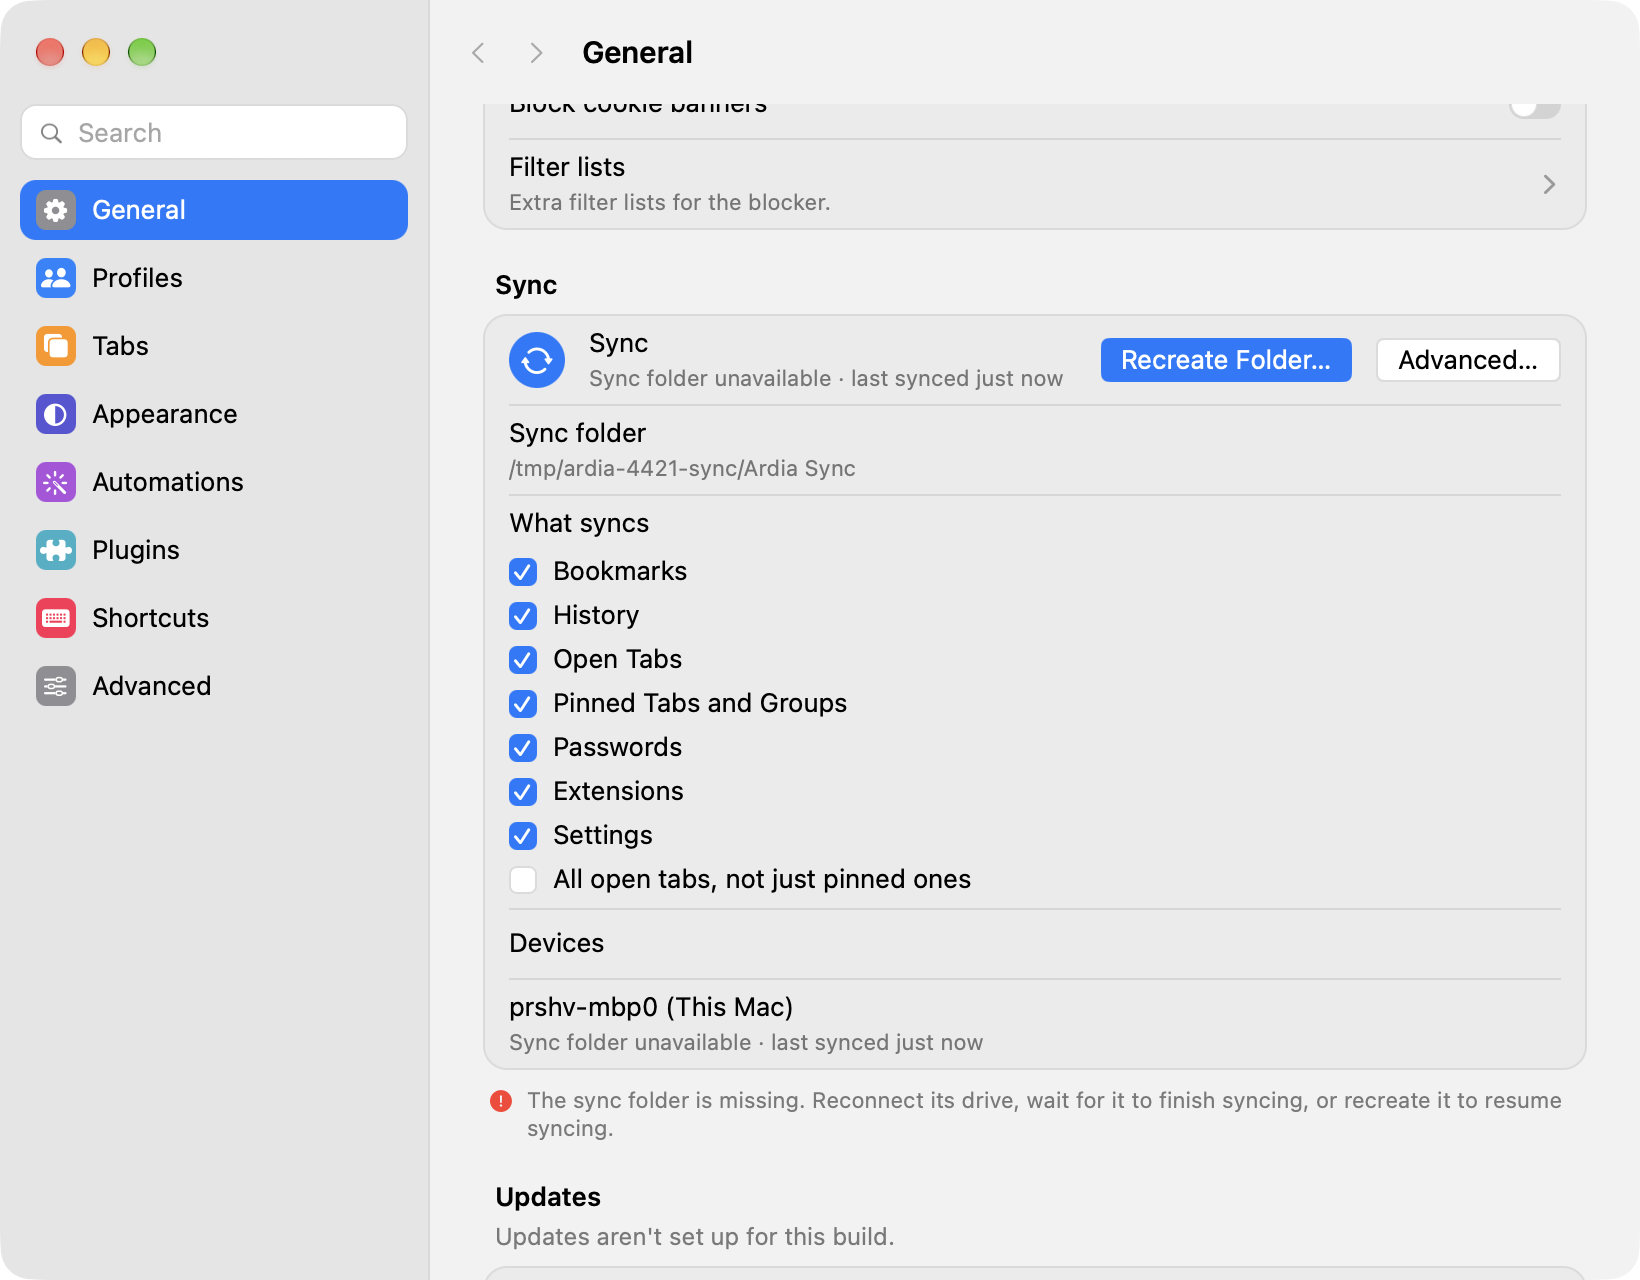 General
Search
General
Profiles
Tabs
Appearance
Automations
Plugins
Shortcuts
Advanced
Block cookie banners
Filter lists
Extra filter lists for the blocker.
Sync
Sync
Sync folder unavailable · last synced just now
Recreate Folder...
Advanced...
Sync folder
/tmp/ardia-4421-sync/Ardia Sync
What syncs
Bookmarks
History
Open Tabs
Pinned Tabs and Groups
Passwords
Extensions
Settings
All open tabs, not just pinned ones
Devices
prshv-mbp0 (This Mac)
Sync folder unavailable · last synced just now
The sync folder is missing. Reconnect its drive, wait for it to finish syncing, or recreate it to resume
syncing.
Updates
Updates aren't set up for this build.